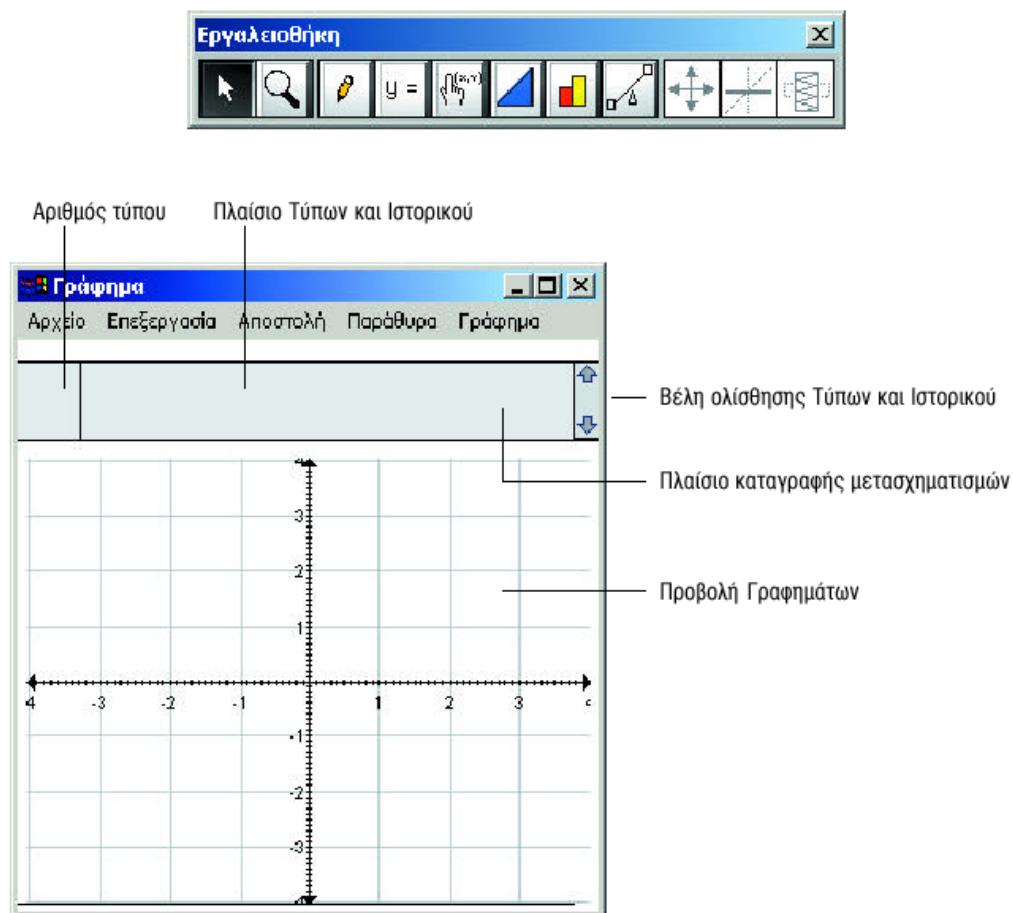 Εργαλειοθήκη
y =
(x,y)
Αριθμός τύπου Πλαίσιο Τύπων και Ιστορικού
Γράφημα
Αρχείο Επεξεργασία Αποστολή Παράθυρα Γράφημα
Βέλη ολίσθησης Τύπων και Ιστορικού
Πλαίσιο καταγραφής μετασχηματισμών
Προβολή Γραφημάτων
3
2
1
4 -3 -2 -1 1 2 3
-1
-2
-3